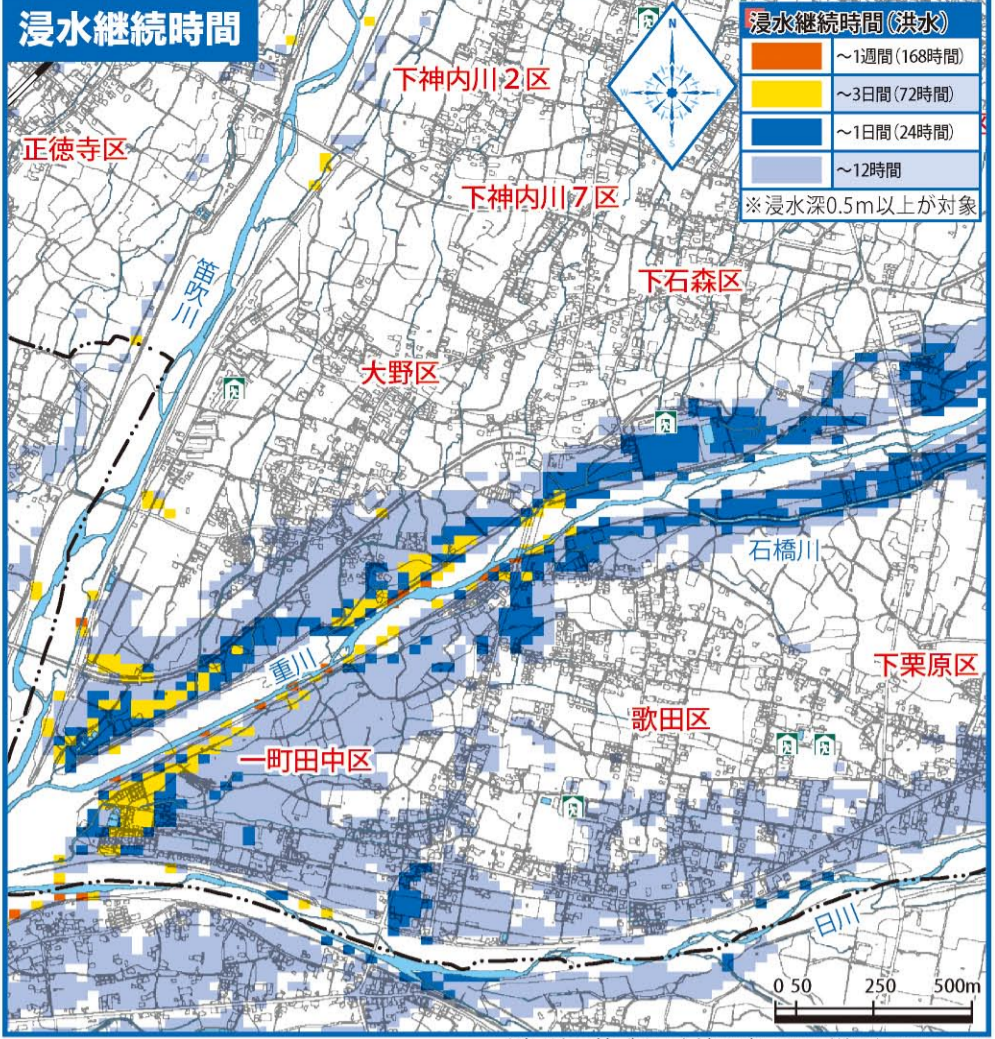 浸水継続時間
N
W
E
S
浸水継続時間(洪水)
~1週間(168時間)
~3日間(72時間)
~1日間(24時間)
~12時間
※浸水深0.5m以上が対象
下神内川2区
正徳寺区
下神内川7区
笛吹川
下石森区
大野区
石橋川
重川
下栗原区
歌田区
一町田中区
日川
0 50 250 500m